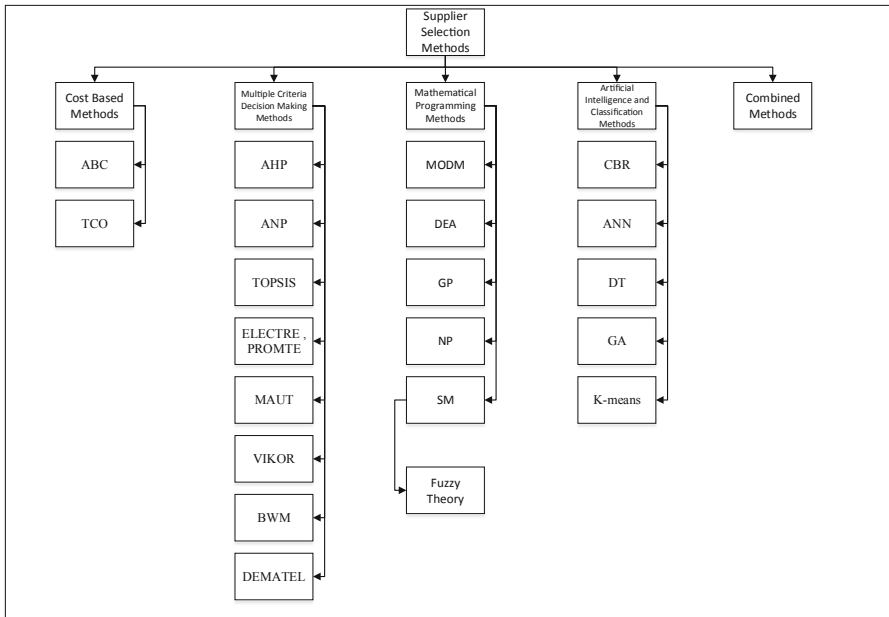 Supplier
Selection
Methods
Cost Based
Methods
Multiple Criteria
Decision Making
Methods
Mathematical
Programming
Methods
Artificial
Intelligence and
Classification
Methods
Combined
Methods
ABC
TCO
AHP
ANP
TOPSIS
ELECTRE ,
PROMTE
MAUT
VIKOR
BWM
DEMATEL
MODM
DEA
GP
NP
SM
Fuzzy
Theory
CBR
ANN
DT
GA
K-means